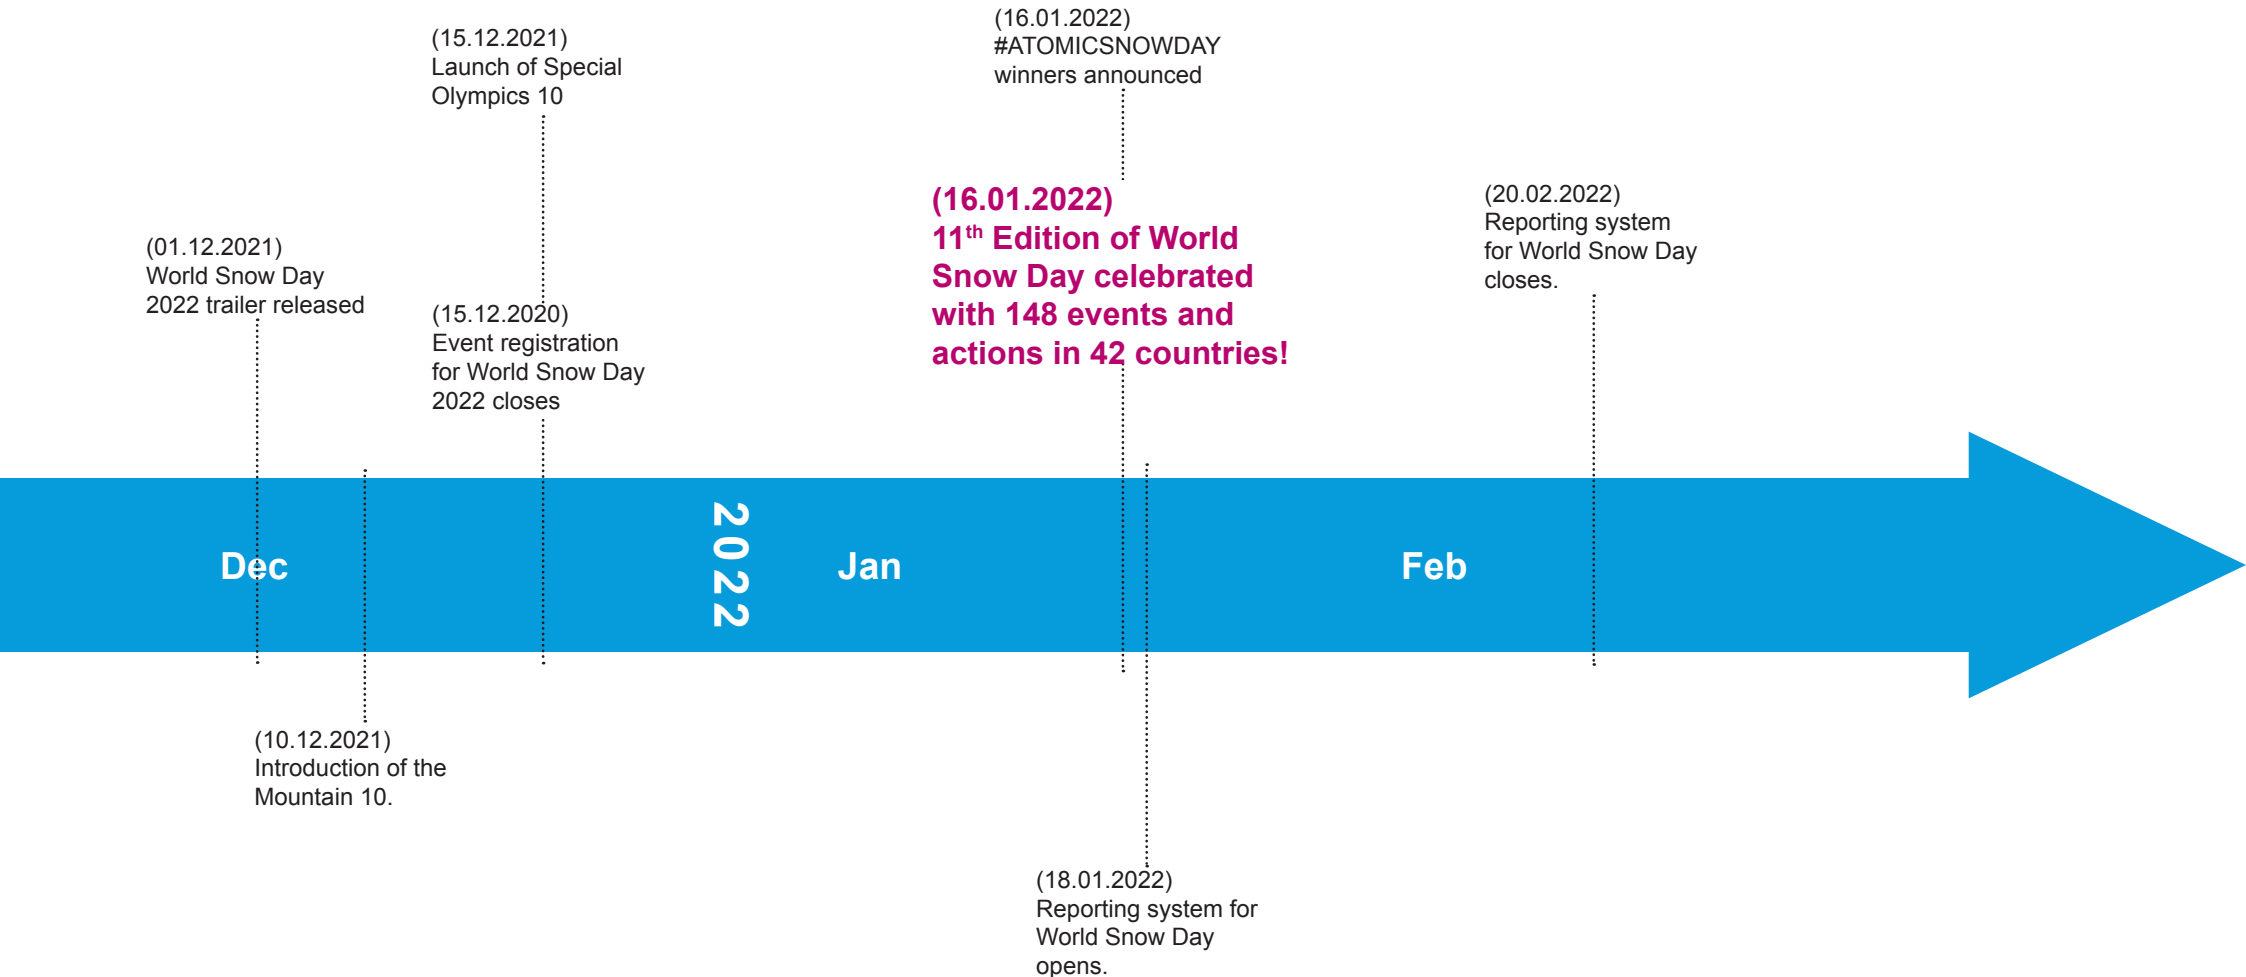 (16.01.2022)
#ATOMICSNOWDAY
winners announced
(15.12.2021)
Launch of Special
Olympics 10
(16.01.2022)
11th Edition of World
Snow Day celebrated
with 148 events and
actions in 42 countries!
(20.02.2022)
Reporting system
for World Snow Day
closes.
(01.12.2021)
World Snow Day
2022 trailer released
(15.12.2020)
Event registration
for World Snow Day
2022 closes
Dec
2022
Jan
Feb
(10.12.2021)
Introduction of the
Mountain 10.
(18.01.2022)
Reporting system for
World Snow Day
opens.